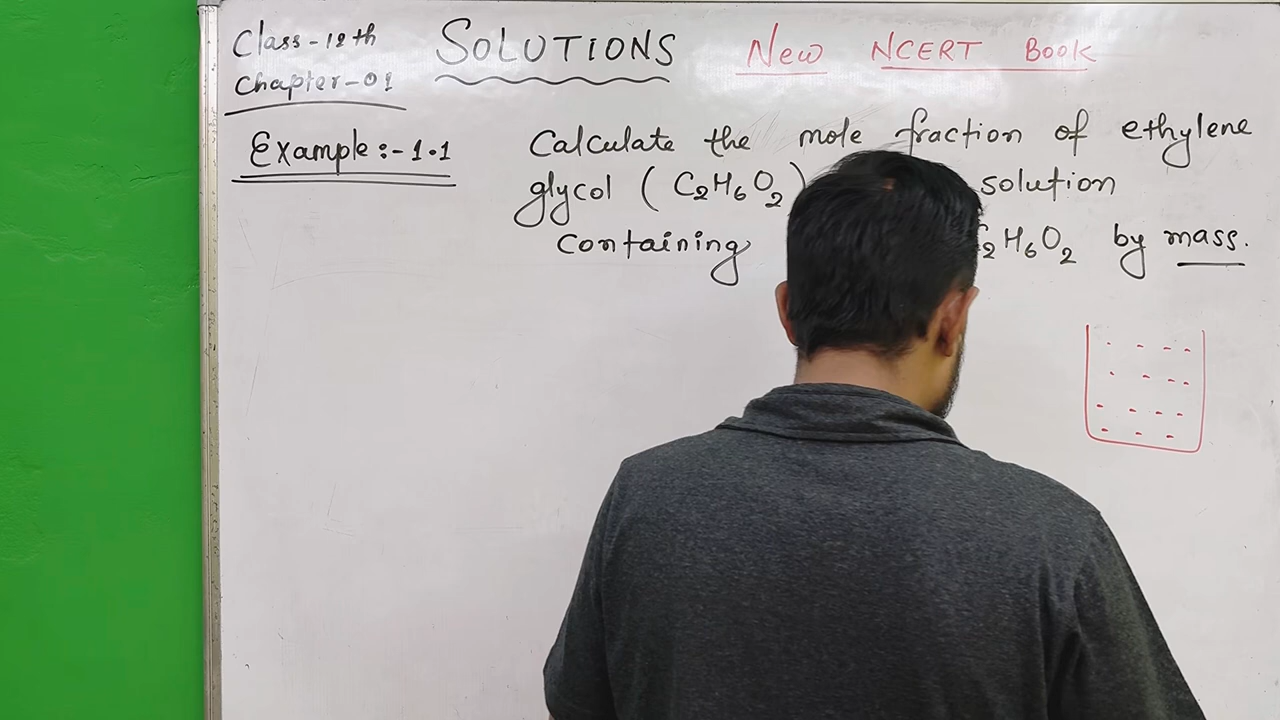 Class-12th
Chapter-01
SOLUTIONS
New NCERT Book
Example:-1.1
Calculate the mole fraction of ethylene
glycol (C₂H₆O₂) solution
containing C₂H₆O₂ by mass.